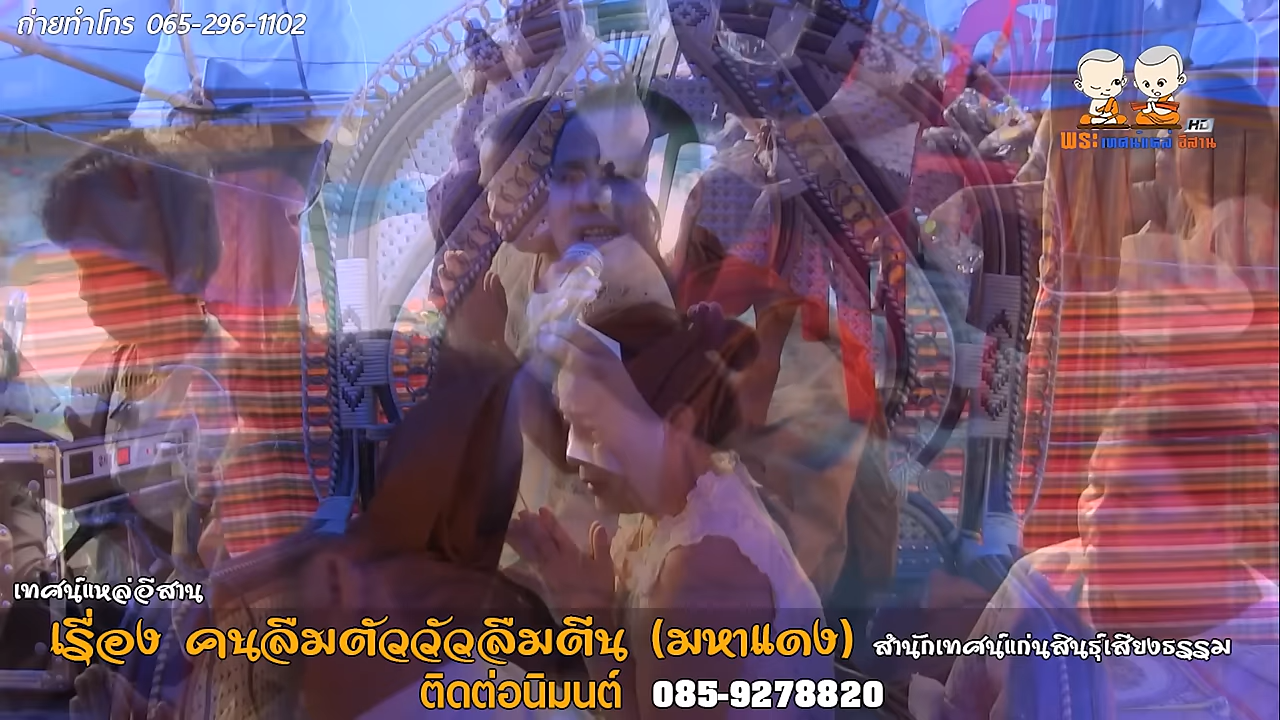 ถ่ายทำโทร 065-296-1102
HD
พระเทศน์แหล่อีสาน
เทศน์แหล่อีสาน
เรื่อง คนลืมตัววัวลืมตีน (มหาแดง) สำนักเทศน์แก่นสินธุ์เสียงธรรม
ติดต่อนิมนต์ 085-9278820